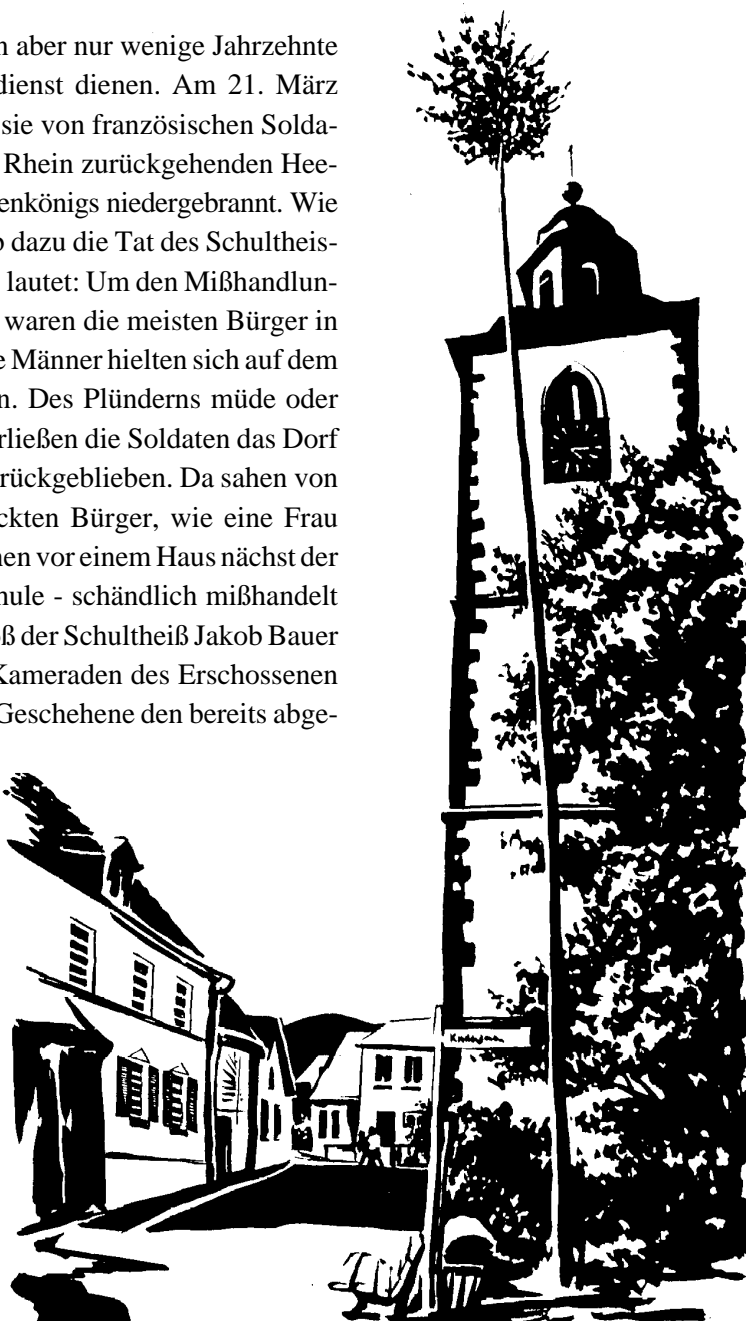 n aber nur wenige Jahrzehnte
dienst dienen. Am 21. März
sie von französischen Solda-
Rhein zurückgehenden Hee-
enkönigs niedergebrannt. Wie
b dazu die Tat des Schultheis-
lautet: Um den Mißhandlun-
waren die meisten Bürger in
e Männer hielten sich auf dem
n. Des Plünderns müde oder
rließen die Soldaten das Dorf
rückgeblieben. Da sahen von
ckten Bürger, wie eine Frau
nen vor einem Haus nächst der
hule - schändlich mißhandelt
ß der Schultheiß Jakob Bauer
Kameraden des Erschossenen
Geschehene den bereits abge-